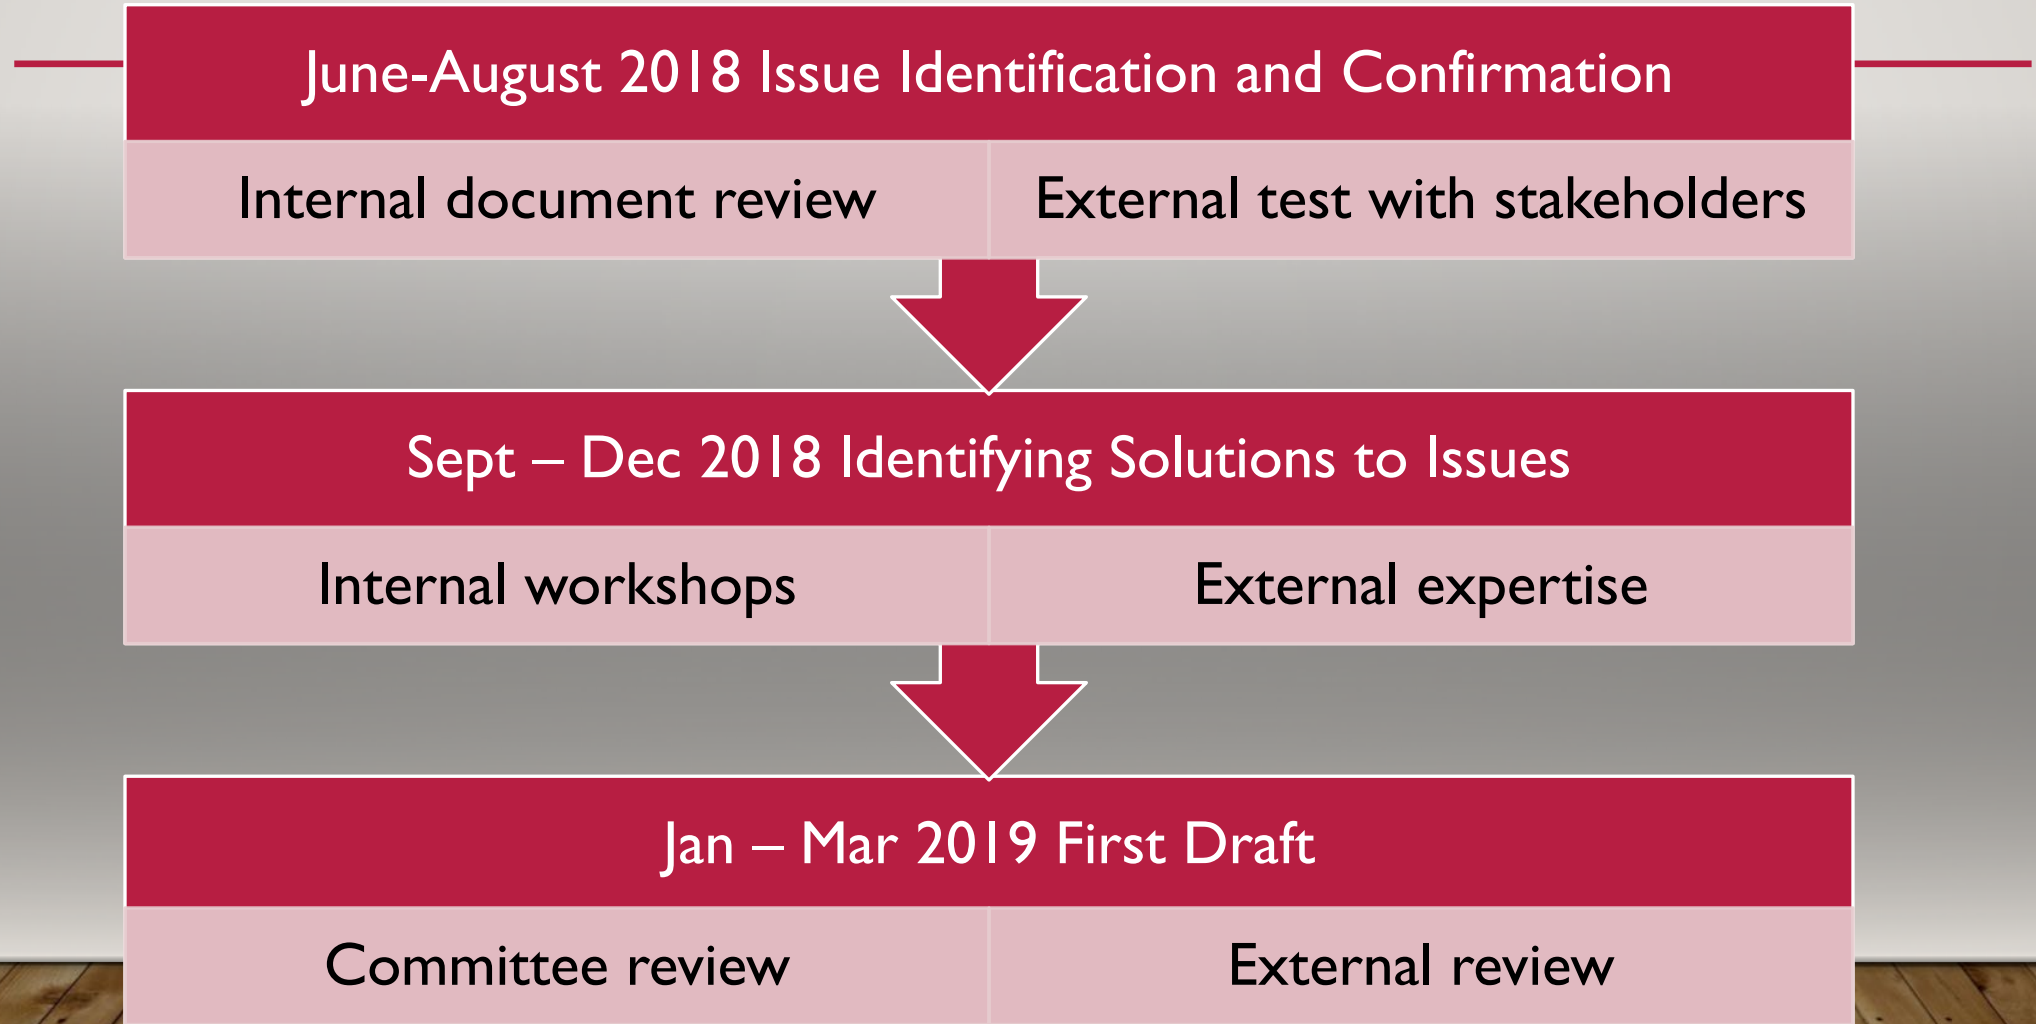 June-August 2018 Issue Identification and Confirmation
Internal document review
External test with stakeholders
Sept – Dec 2018 Identifying Solutions to Issues
Internal workshops
External expertise
Jan – Mar 2019 First Draft
Committee review
External review